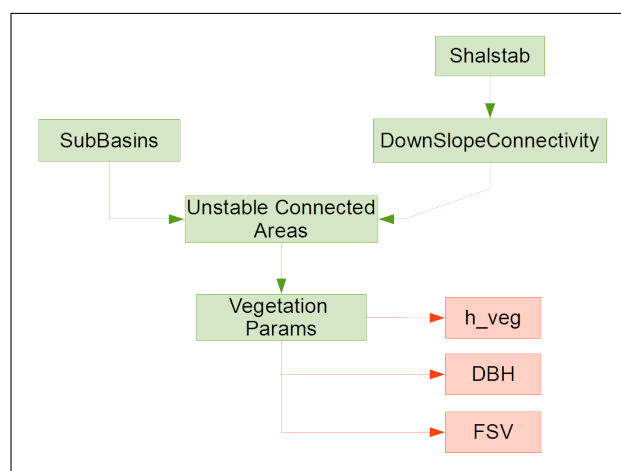 Shalstab
SubBasins
DownSlopeConnectivity
Unstable Connected
Areas
Vegetation
Params
h_veg
DBH
FSV